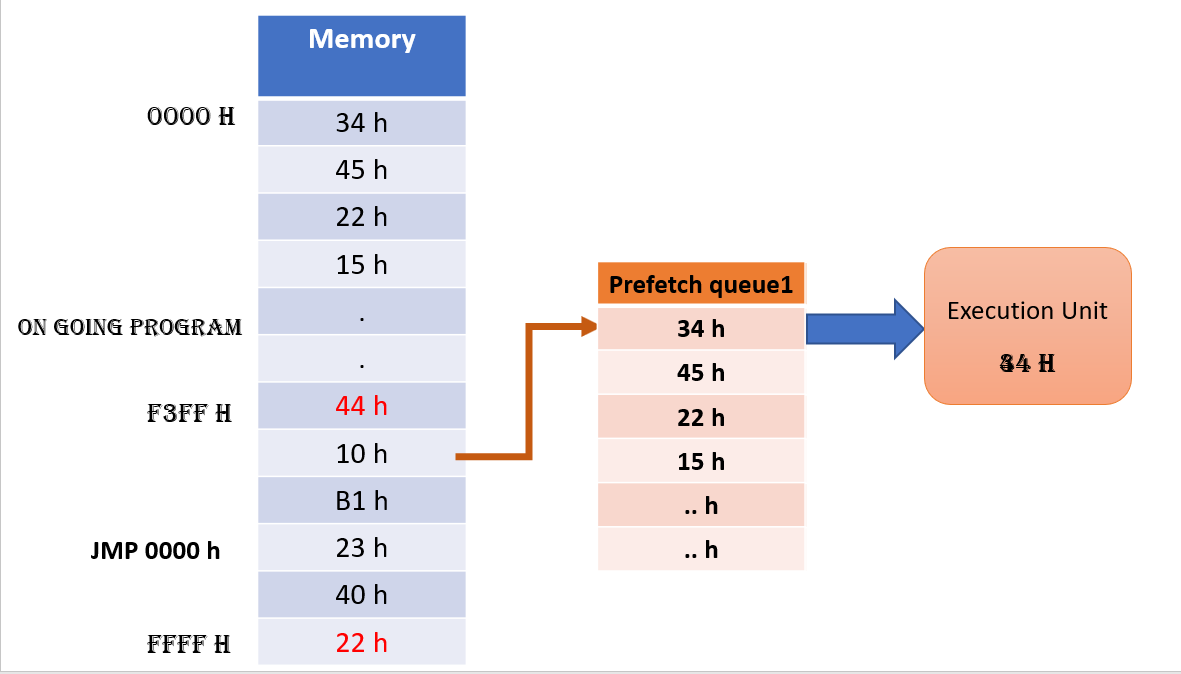 Memory
0000 H
34 h
45 h
22 h
15 h
.
ON GOING PROGRAM
.
F3FF H
44 h
10 h
B1 h
JMP 0000 h
23 h
40 h
FFFF H
22 h
Prefetch queue1
34 h
45 h
22 h
15 h
.. h
.. h
Execution Unit
H